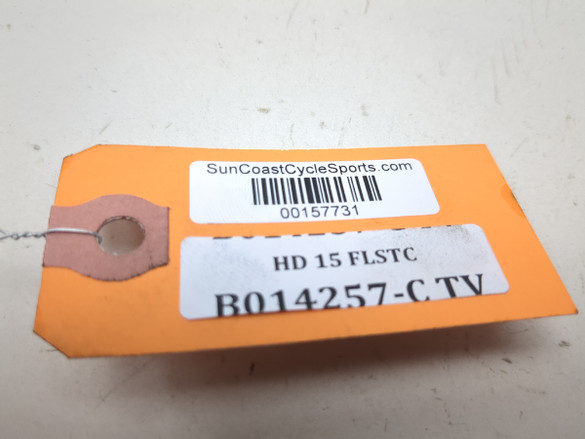 SunCoastCycleSports.com
00157731
HD 15 FLSTC
B014257-C TV